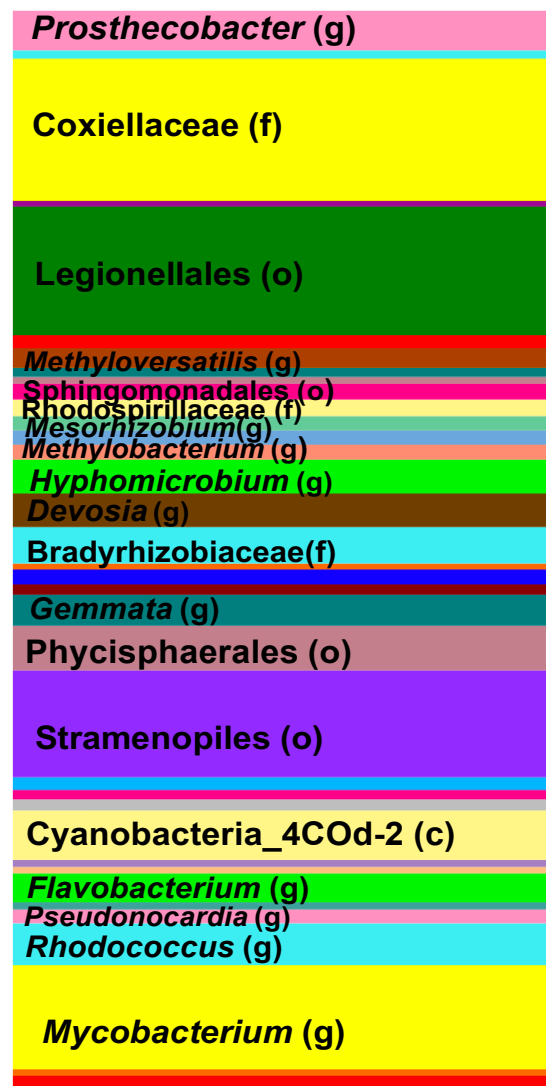 Prosthecobacter (g)
Coxiellaceae (f)
Legionellales (o)
Methyloversatilis (g)
Sphingomonadales (o)
Rhodospirillaceae (f)
Mesorhizobium(g)
Methylobacterium (g)
Hyphomicrobium (g)
Devosia (g)
Bradyrhizobiaceae(f)
Gemmata (g)
Phycisphaerales (o)
Stramenopiles (o)
Cyanobacteria_4COd-2 (c)
Flavobacterium (g)
Pseudonocardia (g)
Rhodococcus (g)
Mycobacterium (g)